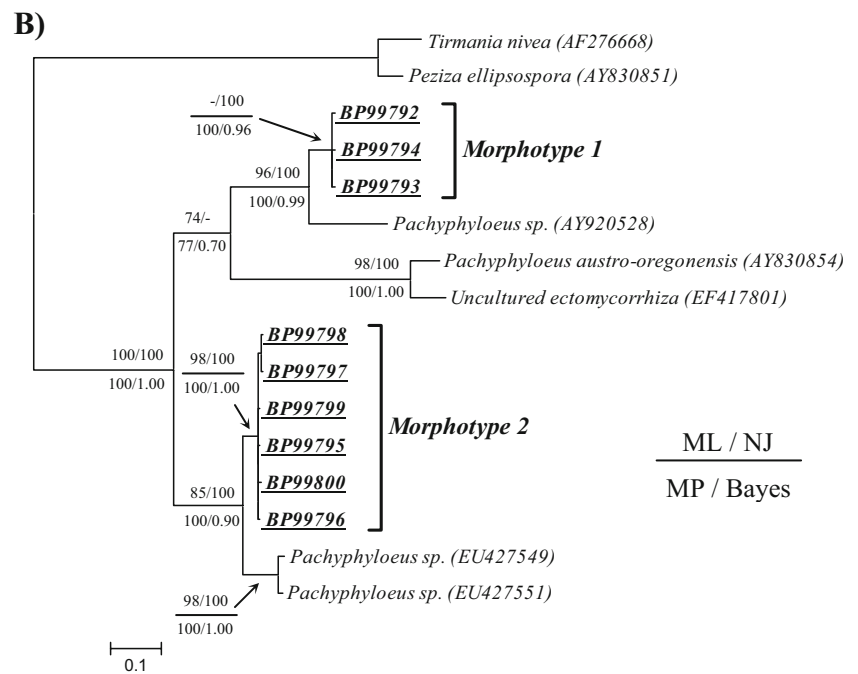 B)
Tirmania nivea (AF276668)
Peziza ellipsospora (AY830851)
-/100
100/0.96
BP99792
BP99794
BP99793
Morphotype 1
96/100
100/0.99
Pachyphyloeus sp. (AY920528)
74/-
77/0.70
98/100
100/1.00
Pachyphyloeus austro-oregonensis (AY830854)
Uncultured ectomycorrhiza (EF417801)
100/100
100/1.00
98/100
100/1.00
BP99798
BP99797
BP99799
BP99795
BP99800
BP99796
Morphotype 2
ML / NJ
MP / Bayes
85/100
100/0.90
Pachyphyloeus sp. (EU427549)
Pachyphyloeus sp. (EU427551)
98/100
100/1.00
0.1